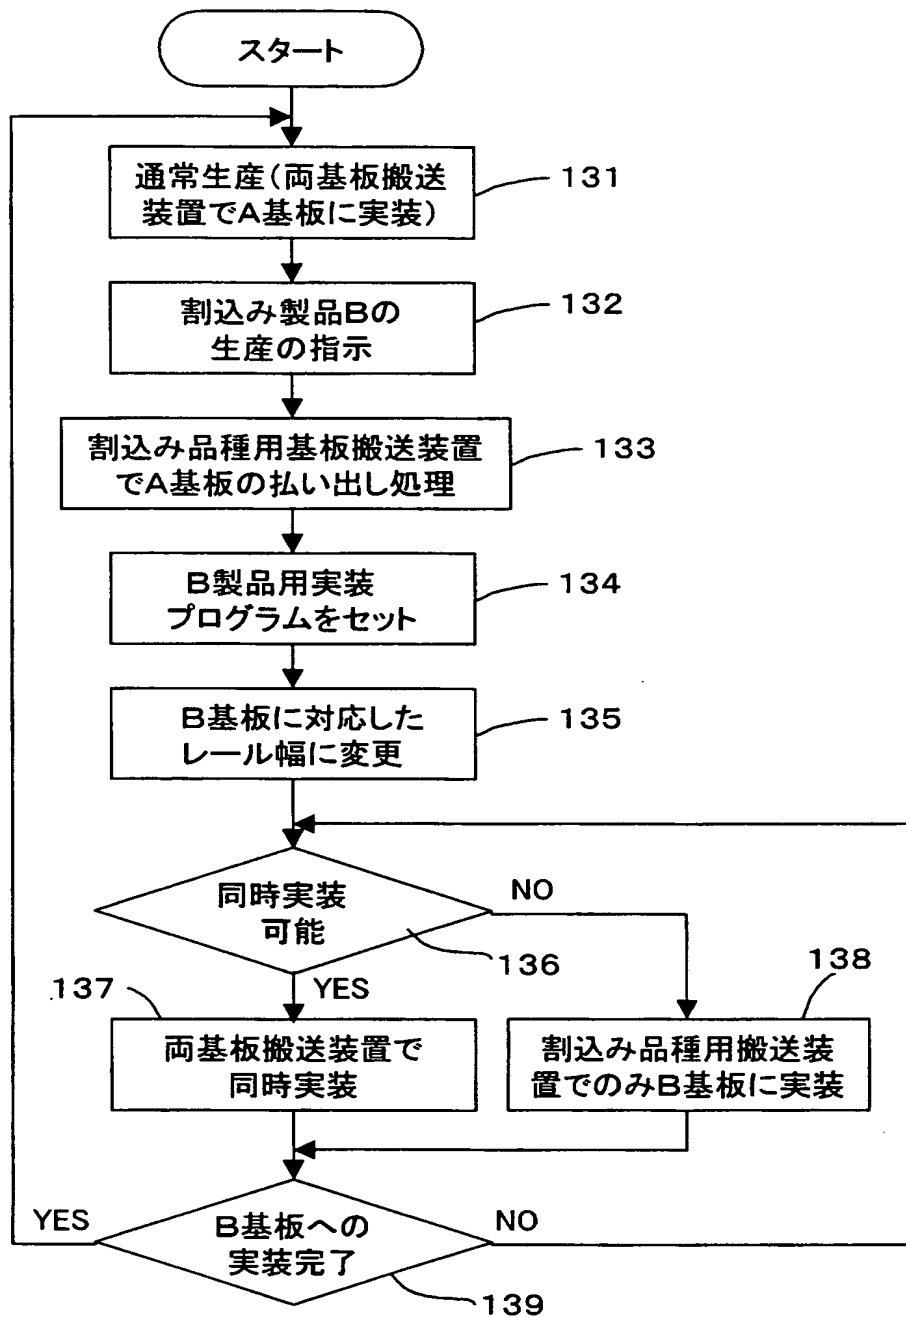 スタート
通常生産(両基板搬送
装置でA基板に実装)
131
割込み製品Bの
生産の指示
132
割込み品種用基板搬送装置
でA基板の払い出し処理
133
B製品用実装
プログラムをセット
134
B基板に対応した
レール幅に変更
135
同時実装
可能
NO
136
YES
137
138
両基板搬送装置で
同時実装
割込み品種用搬送装
置でのみB基板に実装
YES
B基板への
実装完了
NO
139